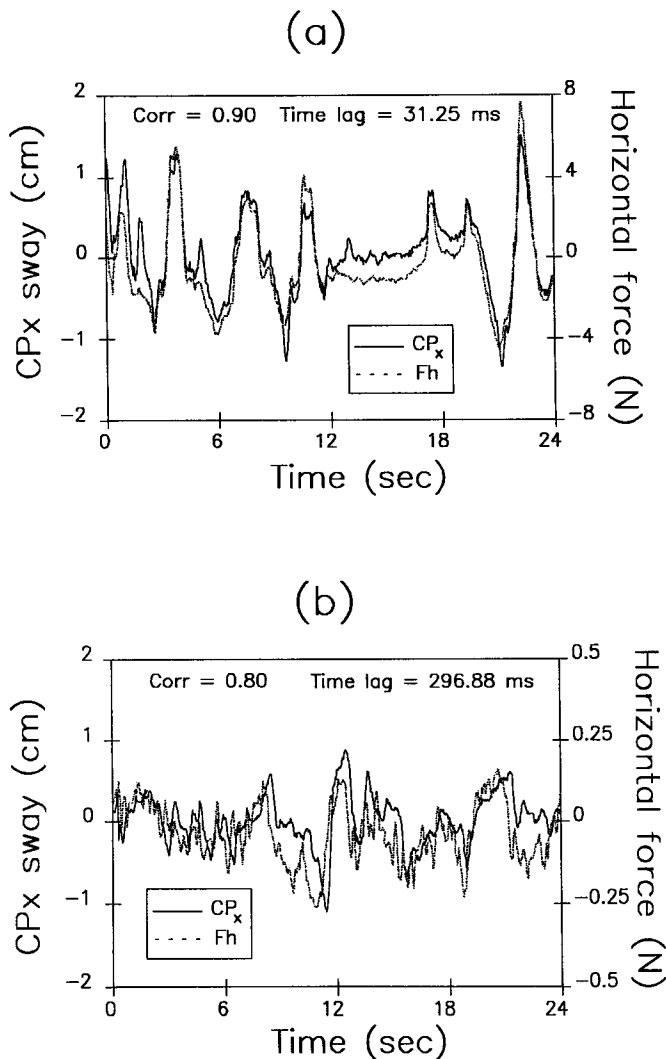 (a)
CPx sway (cm)
Horizontal force (N)
Corr = 0.90 Time lag = 31.25 ms
2
1
0
−1
−2
8
4
0
−4
−8
CPx
Fh
0 6 12 18 24
Time (sec)
(b)
CPx sway (cm)
Horizontal force (N)
Corr = 0.80 Time lag = 296.88 ms
2
1
0
−1
−2
0.5
0.25
0
−0.25
−0.5
CPx
Fh
0 6 12 18 24
Time (sec)